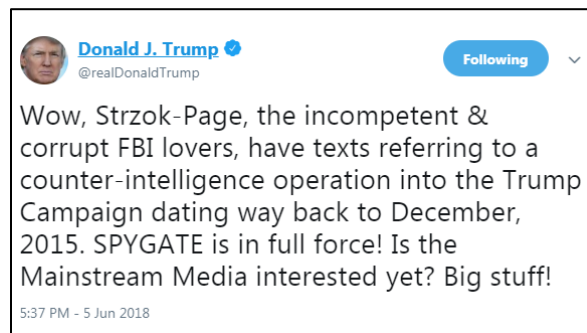 Donald J. Trump
@realDonaldTrump
Following
Wow, Strzok-Page, the incompetent &
corrupt FBI lovers, have texts referring to a
counter-intelligence operation into the Trump
Campaign dating way back to December,
2015. SPYGATE is in full force! Is the
Mainstream Media interested yet? Big stuff!
5:37 PM - 5 Jun 2018